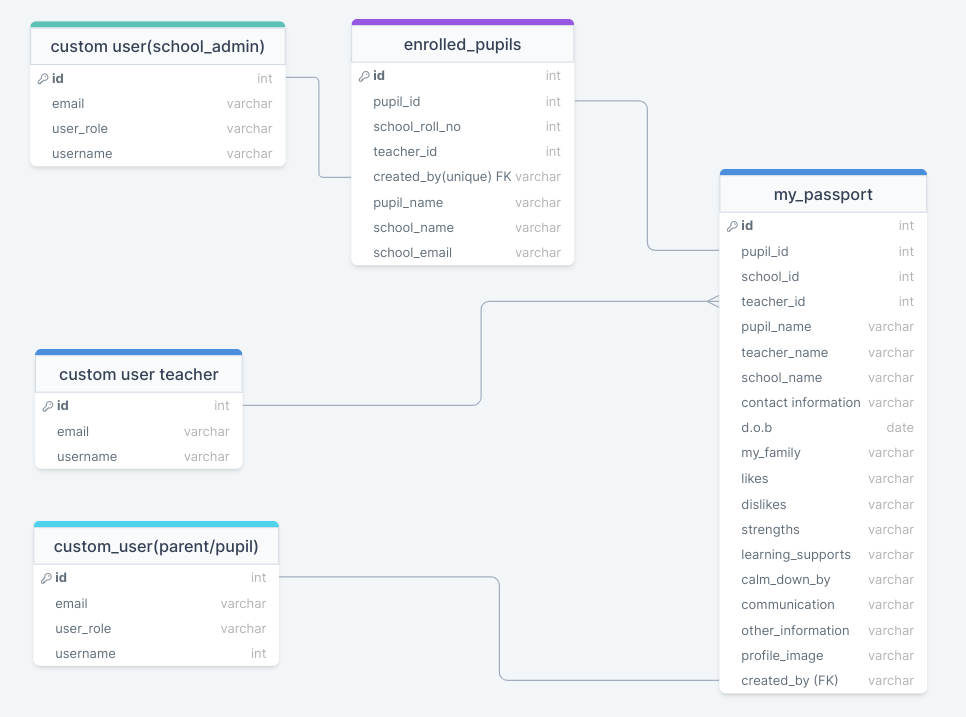 custom user(school_admin)
id int
email varchar
user_role varchar
username varchar
enrolled_pupils
id int
pupil_id int
school_roll_no int
teacher_id int
created_by(unique) FK varchar
pupil_name varchar
school_name varchar
school_email varchar
my_passport
id int
pupil_id int
school_id int
teacher_id int
pupil_name varchar
teacher_name varchar
school_name varchar
contact information varchar
d.o.b date
my_family varchar
likes varchar
dislikes varchar
strengths varchar
learning_supports varchar
calm_down_by varchar
communication varchar
other_information varchar
profile_image varchar
created_by (FK) varchar
custom user teacher
id int
email varchar
username varchar
custom_user(parent/pupil)
id int
email varchar
user_role varchar
username int